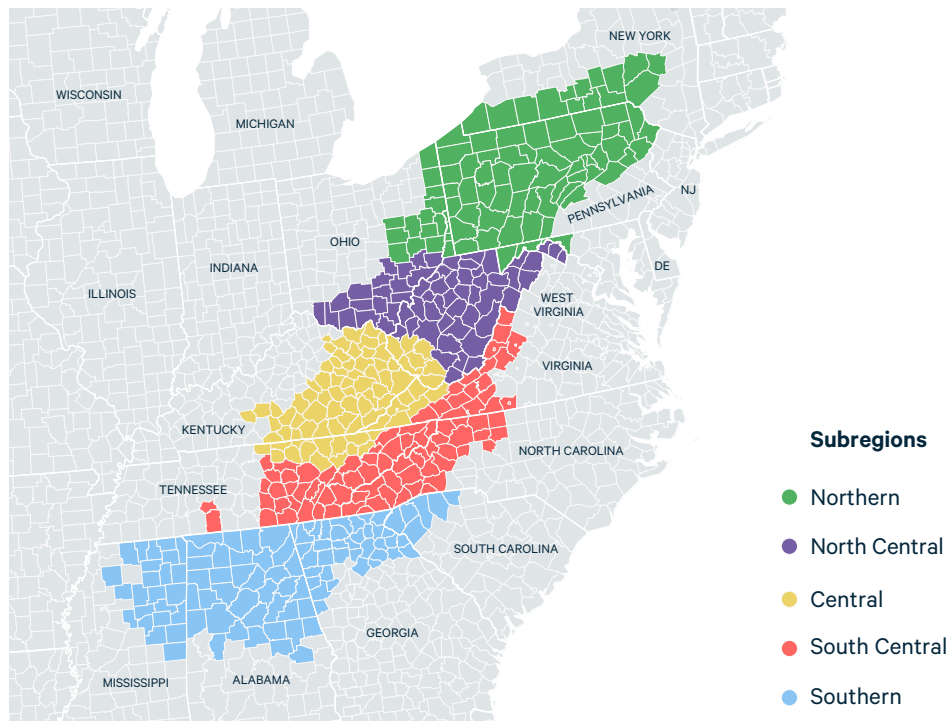 NEW YORK
WISCONSIN
MICHIGAN
PENNSYLVANIA
NJ
OHIO
INDIANA
DE
ILLINOIS
WEST
VIRGINIA
VIRGINIA
KENTUCKY
NORTH CAROLINA
TENNESSEE
SOUTH CAROLINA
GEORGIA
MISSISSIPPI
ALABAMA
Subregions
Northern
North Central
Central
South Central
Southern